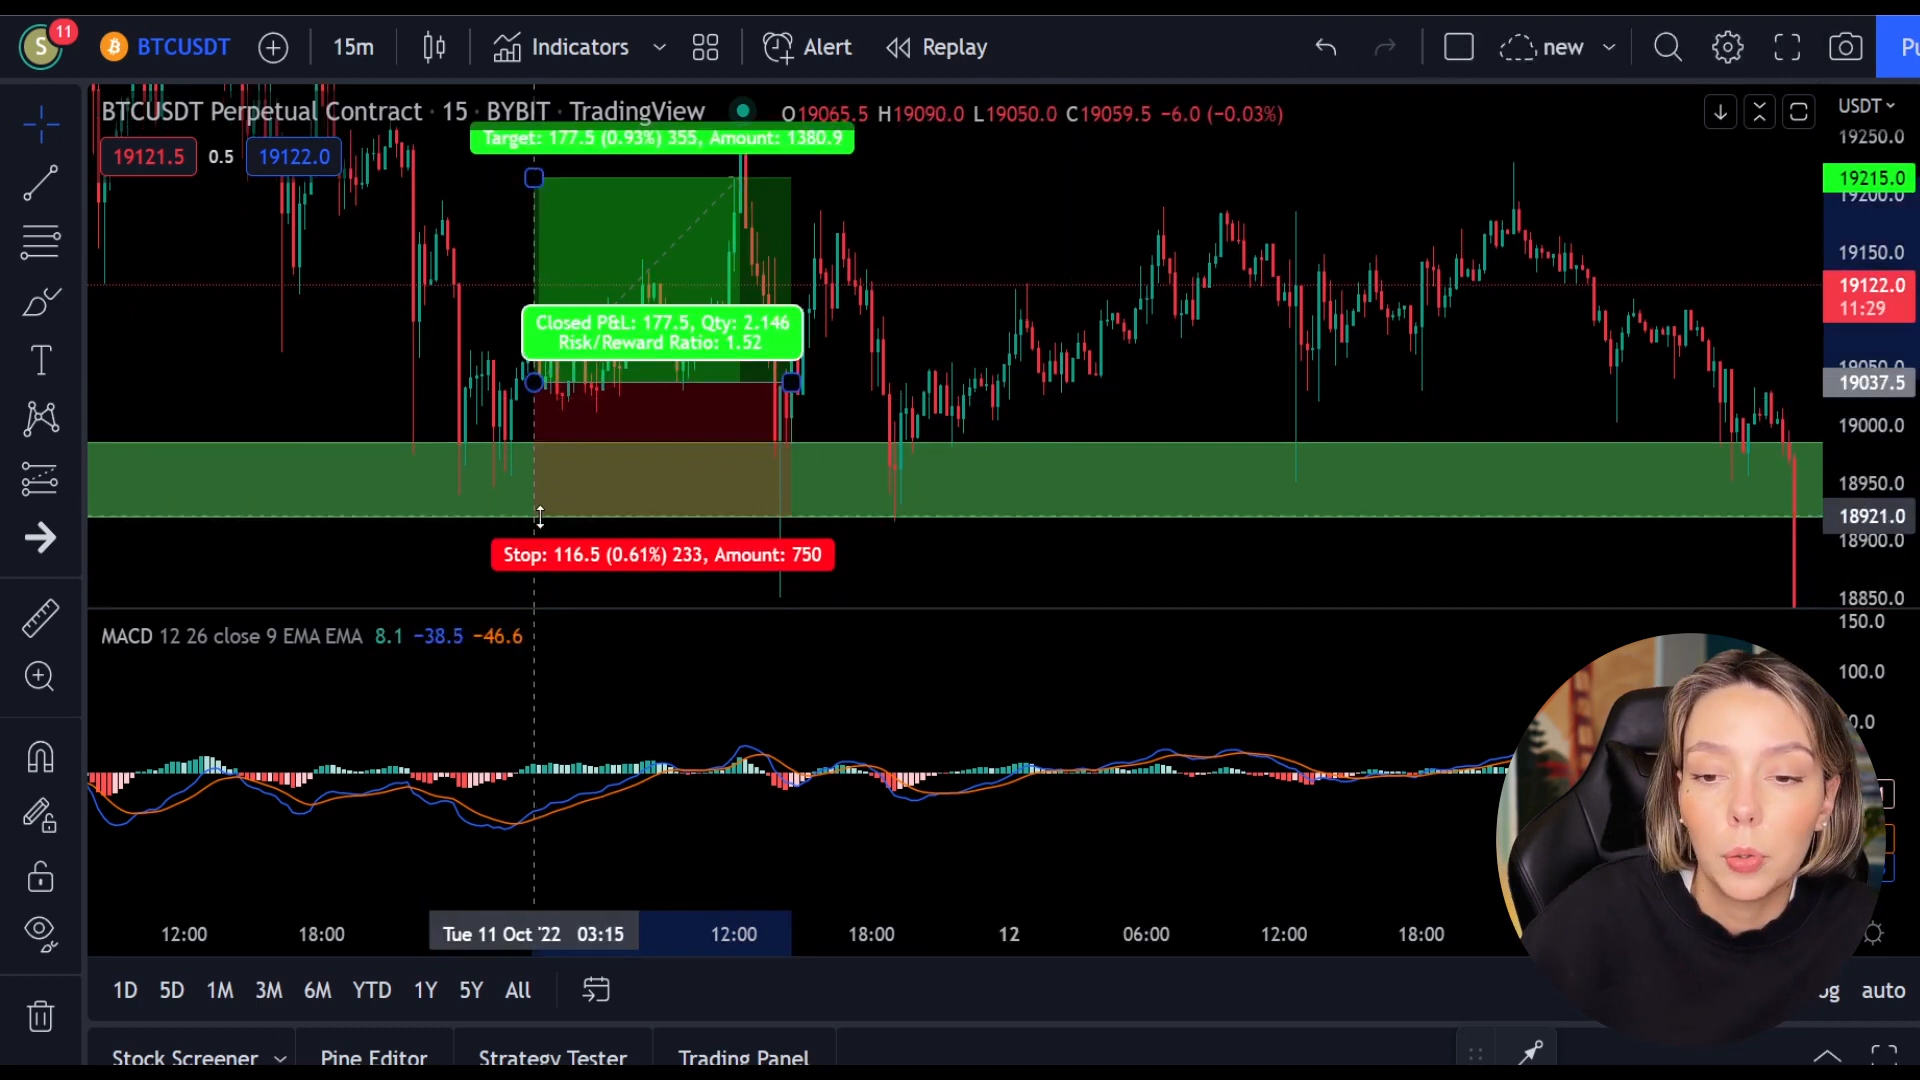 S
11
BTCUSDT
15m
Indicators
Alert
Replay
new
BTCUSDT Perpetual Contract · 15 · BYBIT · TradingView
O19065.5 H19090.0 L19050.0 C19059.5 −6.0 (−0.03%)
USDT
19121.5
0.5
19122.0
Target: 177.5 (0.93%) 355, Amount: 1380.9
Closed P&L: 177.5, Qty: 2.146
Risk/Reward Ratio: 1.52
Stop: 116.5 (0.61%) 233, Amount: 750
19250.0
19215.0
19200.0
19150.0
19122.0
11:29
19050.0
19037.5
19000.0
18950.0
18921.0
18900.0
18850.0
MACD 12 26 close 9 EMA EMA 8.1 −38.5 −46.6
150.0
100.0
12:00
18:00
Tue 11 Oct '22 03:15
12:00
18:00
12
06:00
12:00
18:00
1D
5D
1M
3M
6M
YTD
1Y
5Y
All
auto
Stock Screener
Pine Editor
Strategy Tester
Trading Panel